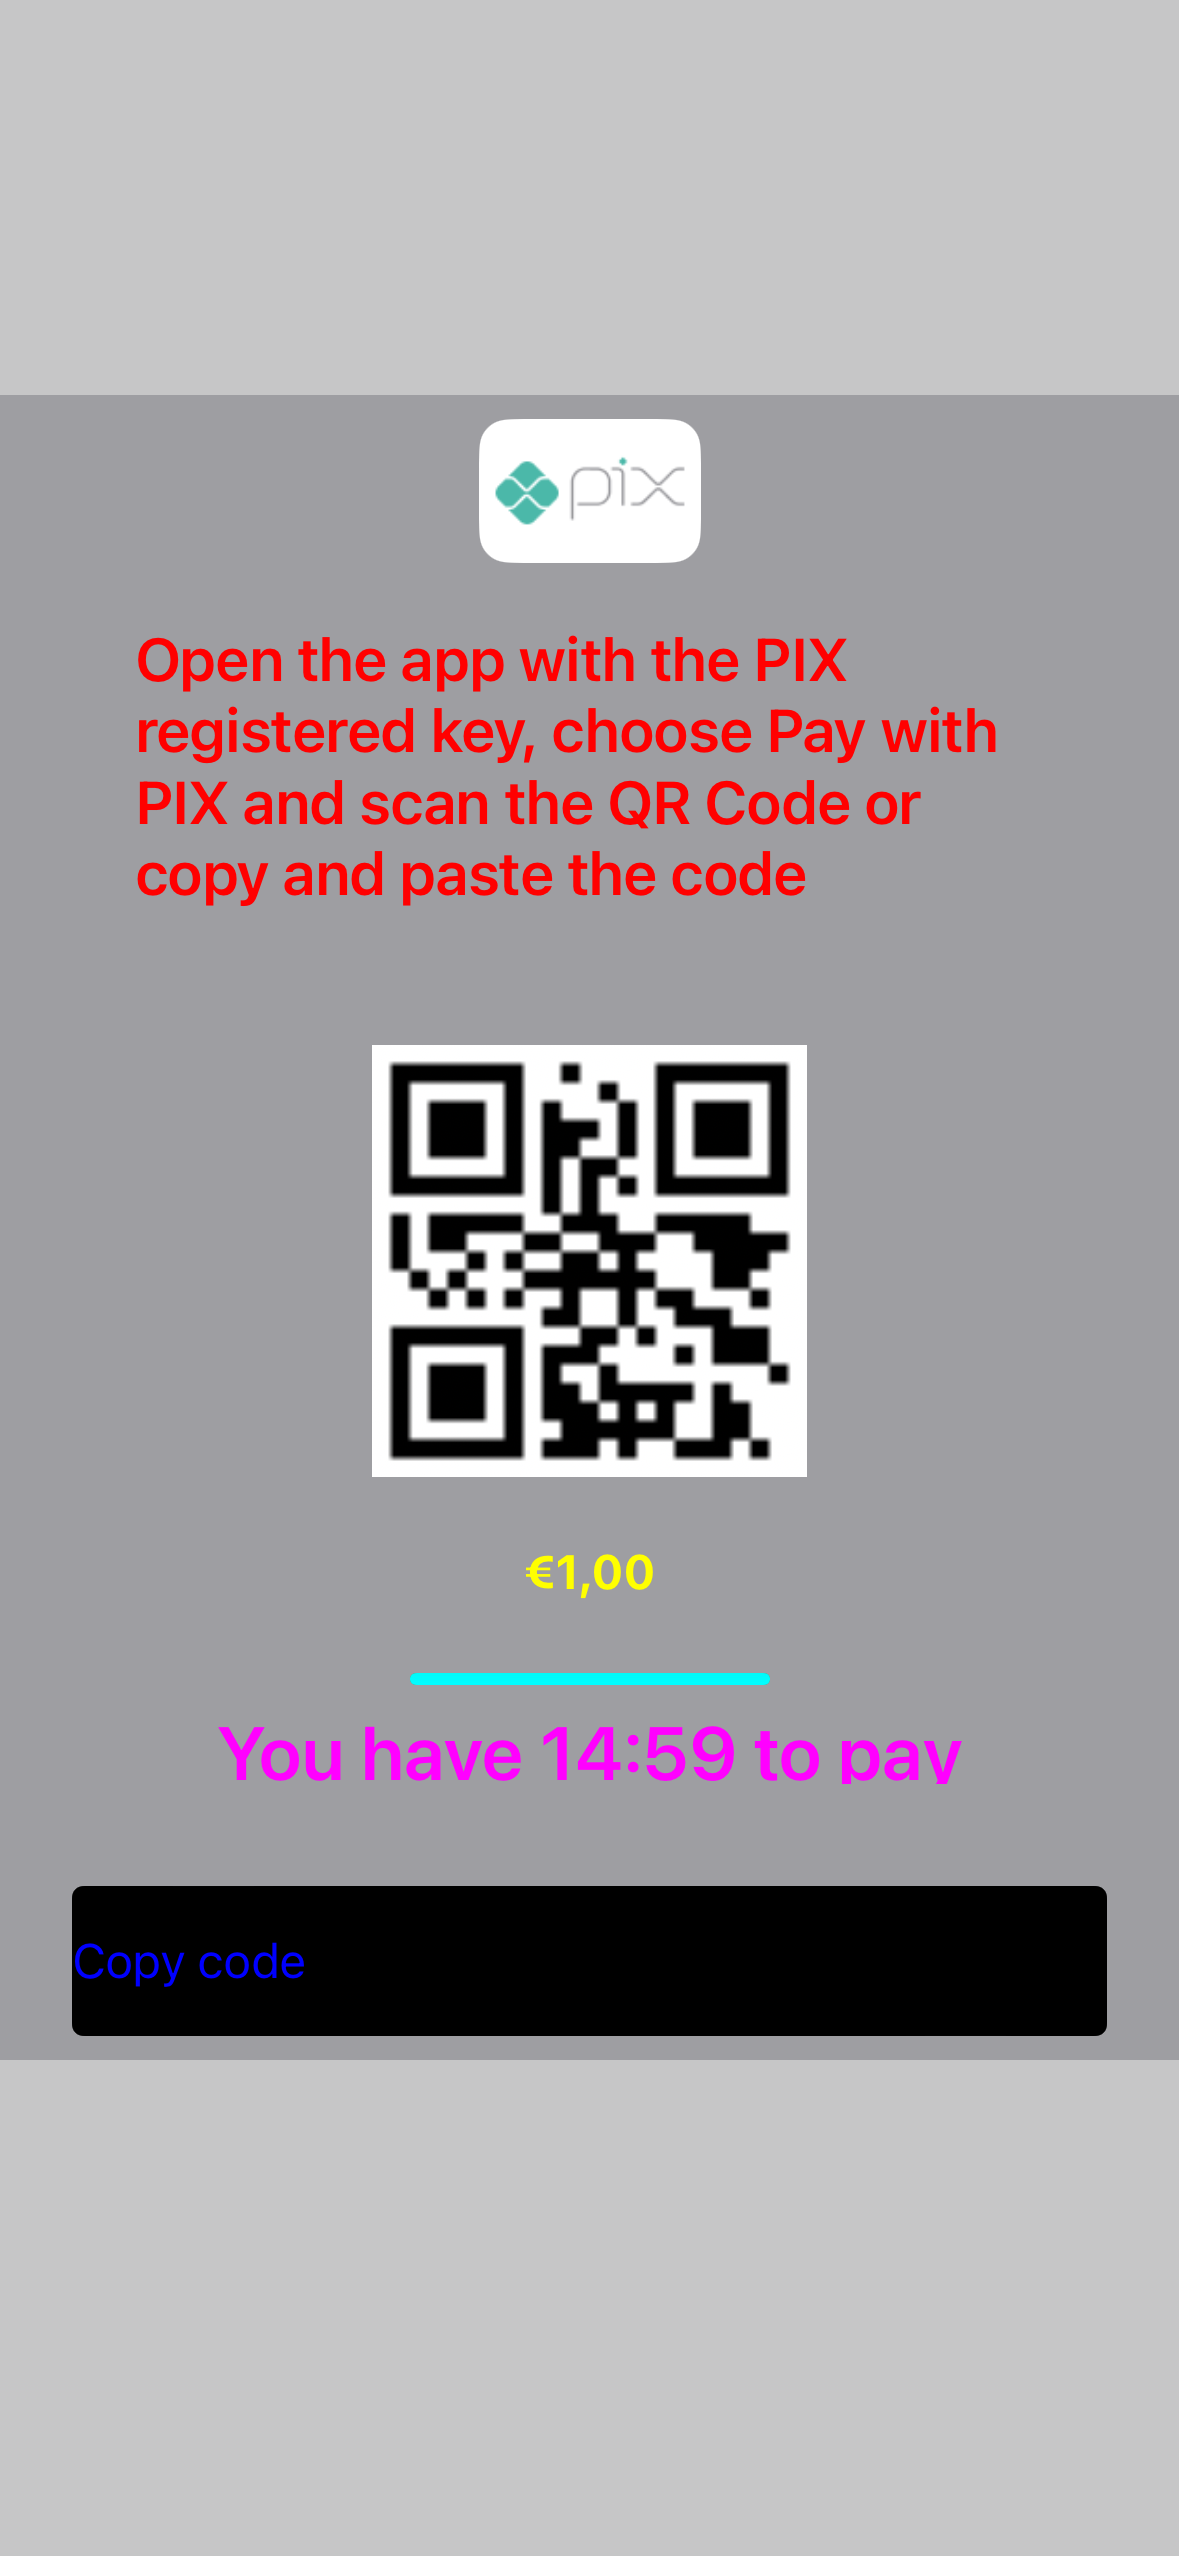 pix
Open the app with the PIX
registered key, choose Pay with
PIX and scan the QR Code or
copy and paste the code
€1,00
You have 14:59 to pay
Copy code